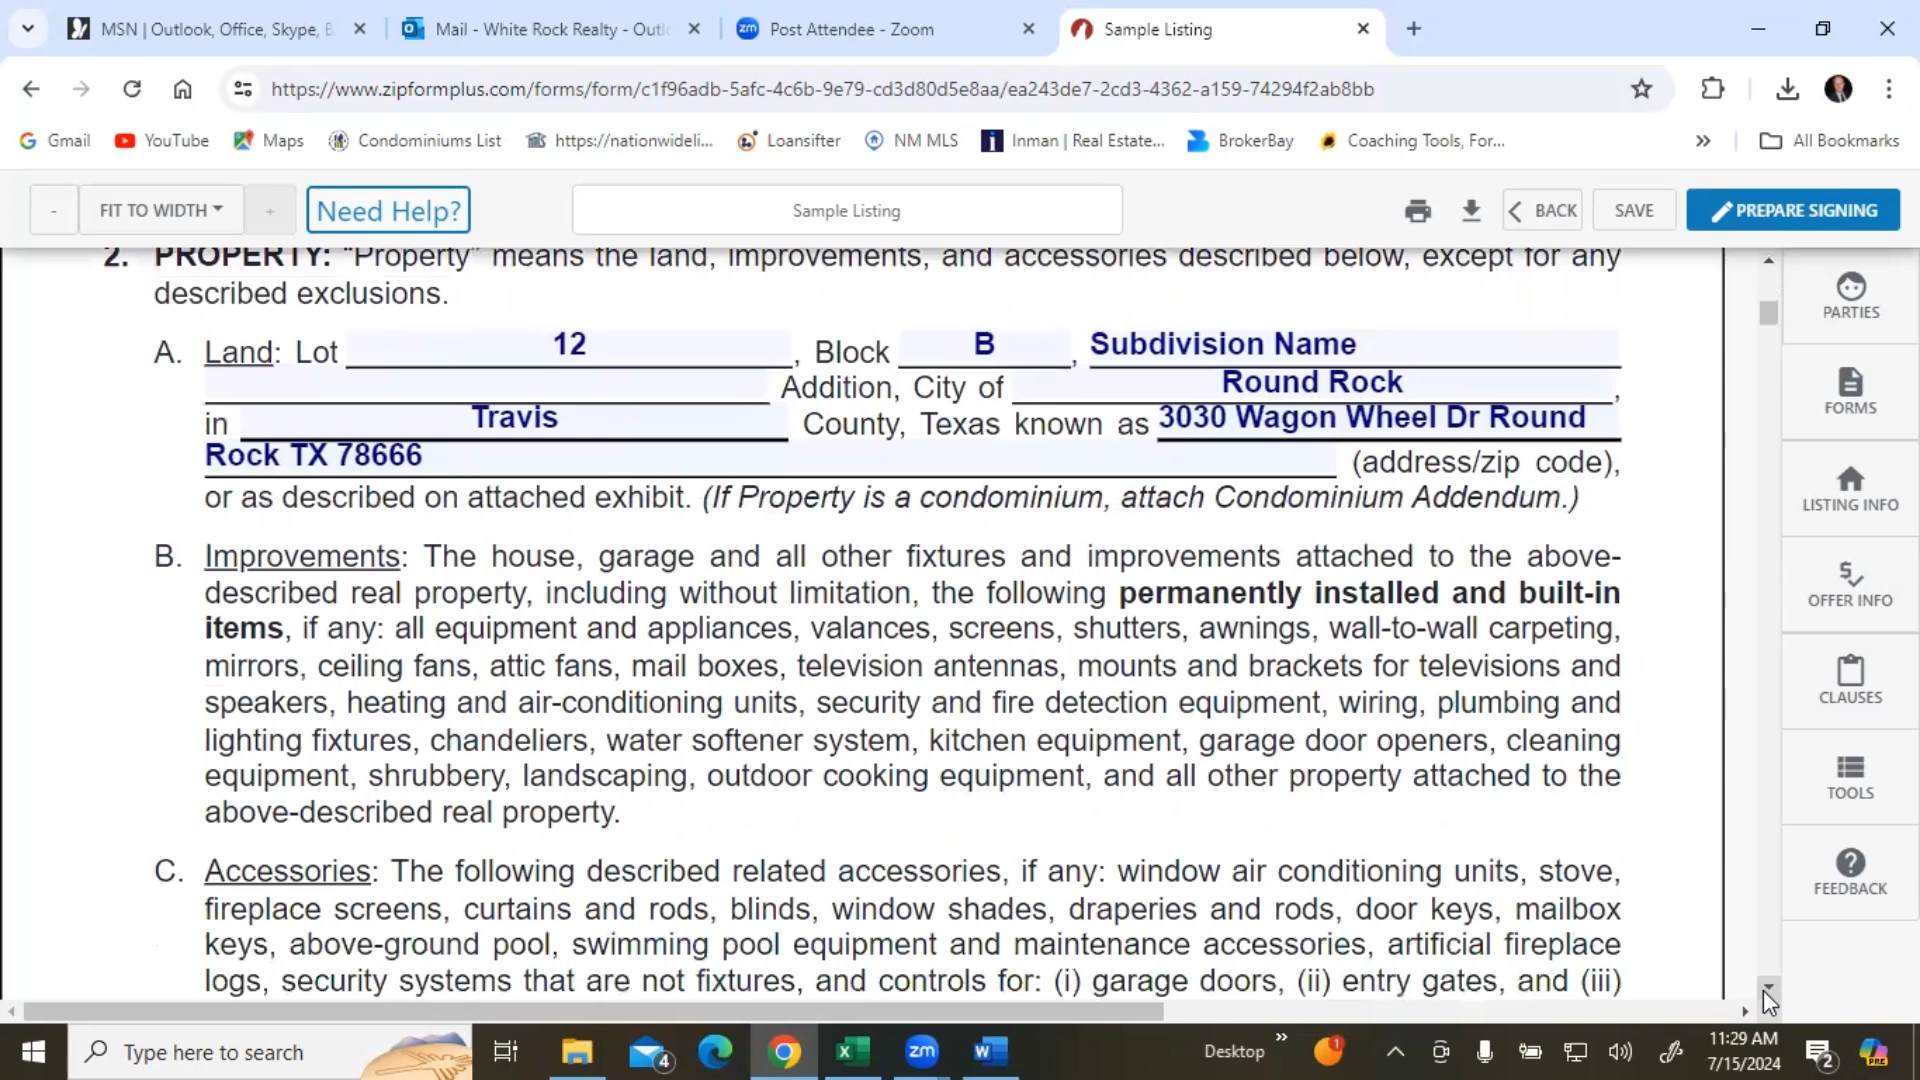 MSN | Outlook, Office, Skype, B
Mail - White Rock Realty - Outlo
zm Post Attendee - Zoom
Sample Listing
https://www.zipformplus.com/forms/form/c1f96adb-5afc-4c6b-9e79-cd3d80d5e8aa/ea243de7-2cd3-4362-a159-74294f2ab8bb
Gmail YouTube Maps Condominiums List https://nationwideli... Loansifter NM MLS Inman | Real Estate... BrokerBay Coaching Tools, For... » All Bookmarks
- FIT TO WIDTH + Need Help? Sample Listing BACK SAVE PREPARE SIGNING
2. PROPERTY: “Property” means the land, improvements, and accessories described below, except for any
described exclusions.
A. Land: Lot 12, Block B, Subdivision Name
Addition, City of Round Rock,
in Travis County, Texas known as 3030 Wagon Wheel Dr Round
Rock TX 78666 (address/zip code),
or as described on attached exhibit. (If Property is a condominium, attach Condominium Addendum.)
B. Improvements: The house, garage and all other fixtures and improvements attached to the above-
described real property, including without limitation, the following permanently installed and built-in
items, if any: all equipment and appliances, valances, screens, shutters, awnings, wall-to-wall carpeting,
mirrors, ceiling fans, attic fans, mail boxes, television antennas, mounts and brackets for televisions and
speakers, heating and air-conditioning units, security and fire detection equipment, wiring, plumbing and
lighting fixtures, chandeliers, water softener system, kitchen equipment, garage door openers, cleaning
equipment, shrubbery, landscaping, outdoor cooking equipment, and all other property attached to the
above-described real property.
C. Accessories: The following described related accessories, if any: window air conditioning units, stove,
fireplace screens, curtains and rods, blinds, window shades, draperies and rods, door keys, mailbox
keys, above-ground pool, swimming pool equipment and maintenance accessories, artificial fireplace
logs, security systems that are not fixtures, and controls for: (i) garage doors, (ii) entry gates, and (iii)
PARTIES
FORMS
LISTING INFO
OFFER INFO
CLAUSES
TOOLS
FEEDBACK
Type here to search
4
zm
Desktop »
1
11:29 AM
7/15/2024
2
PRE